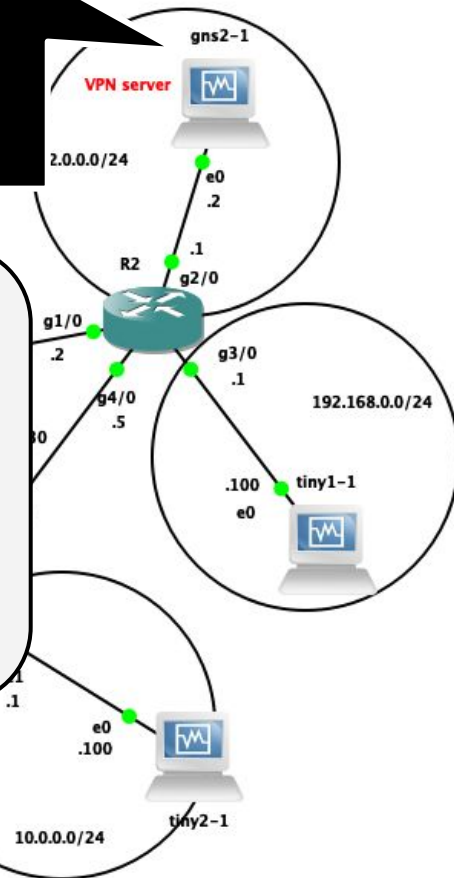 gns2-1
VPN server
2.0.0.0/24
e0
.2
.1
R2
g2/0
g1/0
.2
g3/0
.1
g4/0
.5
192.168.0.0/24
30
.100
tiny1-1
e0
.1
e0
.100
tiny2-1
10.0.0.0/24